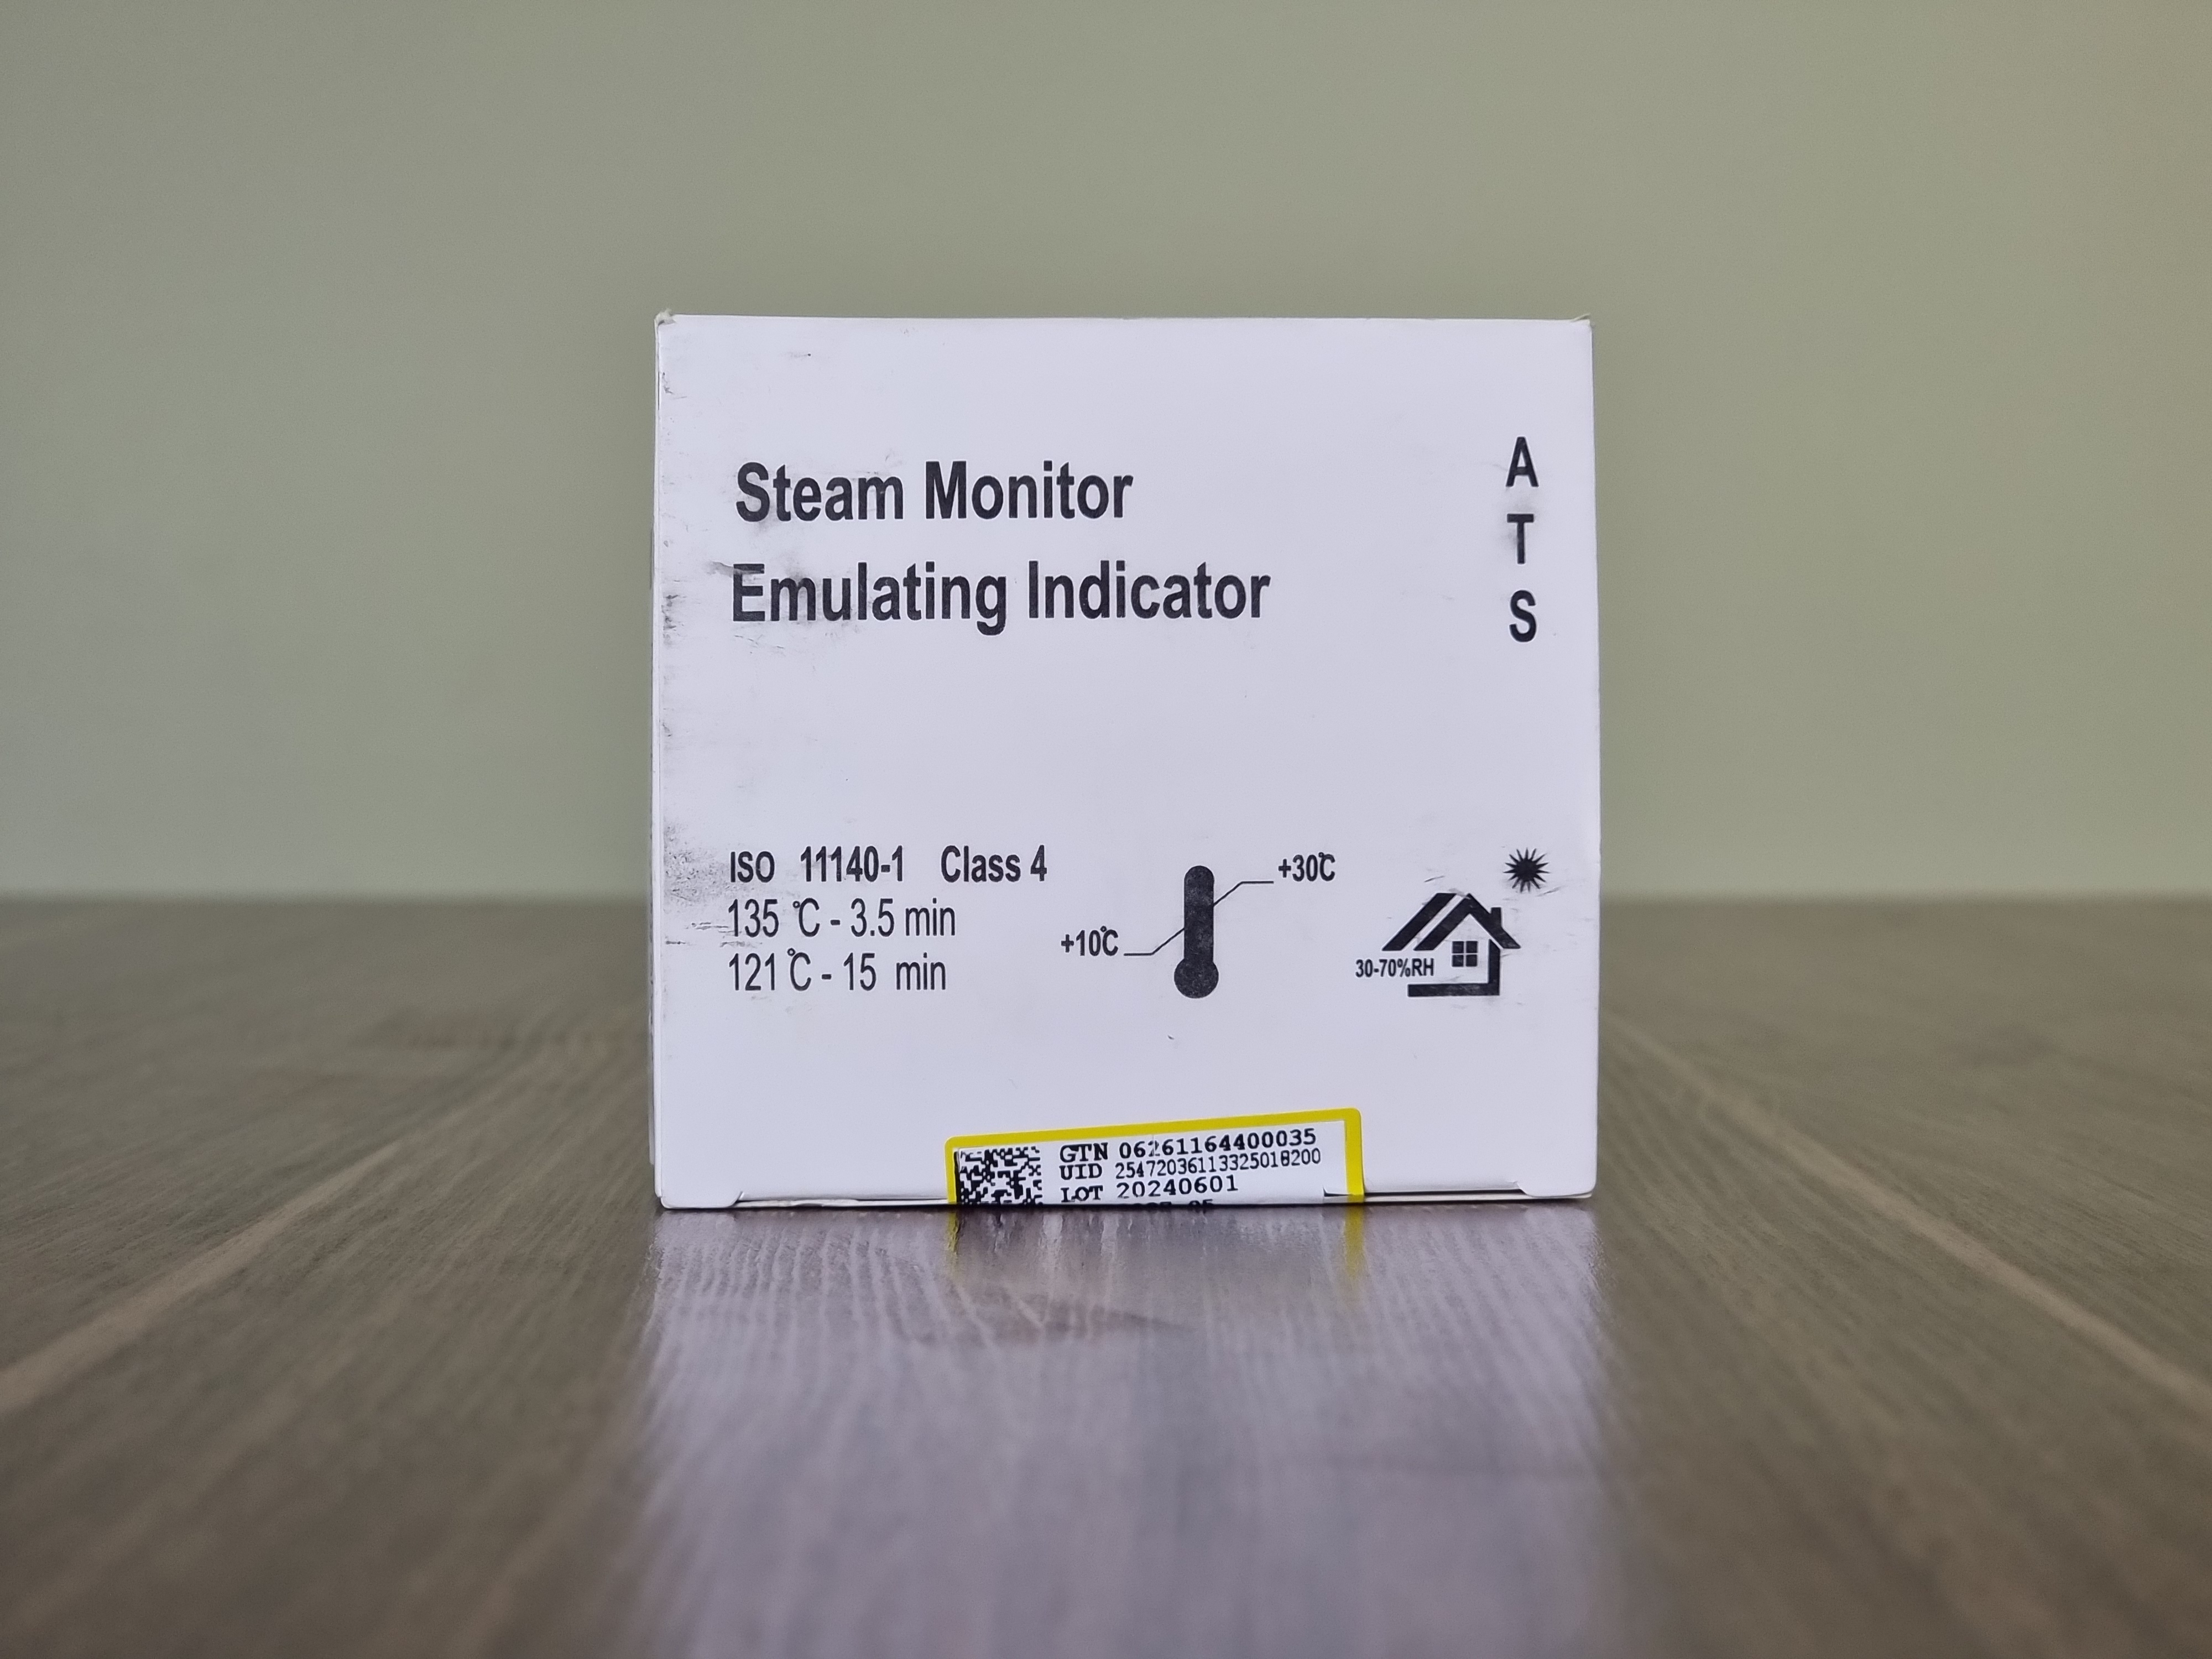 Steam Monitor
Emulating Indicator
A
T
S
ISO 11140-1 Class 4
135 ℃ - 3.5 min
121 ℃ - 15 min
+10℃
+30℃
30-70%RH
GTN 06261164400035
UID 25472036113325018200
LOT 20240601